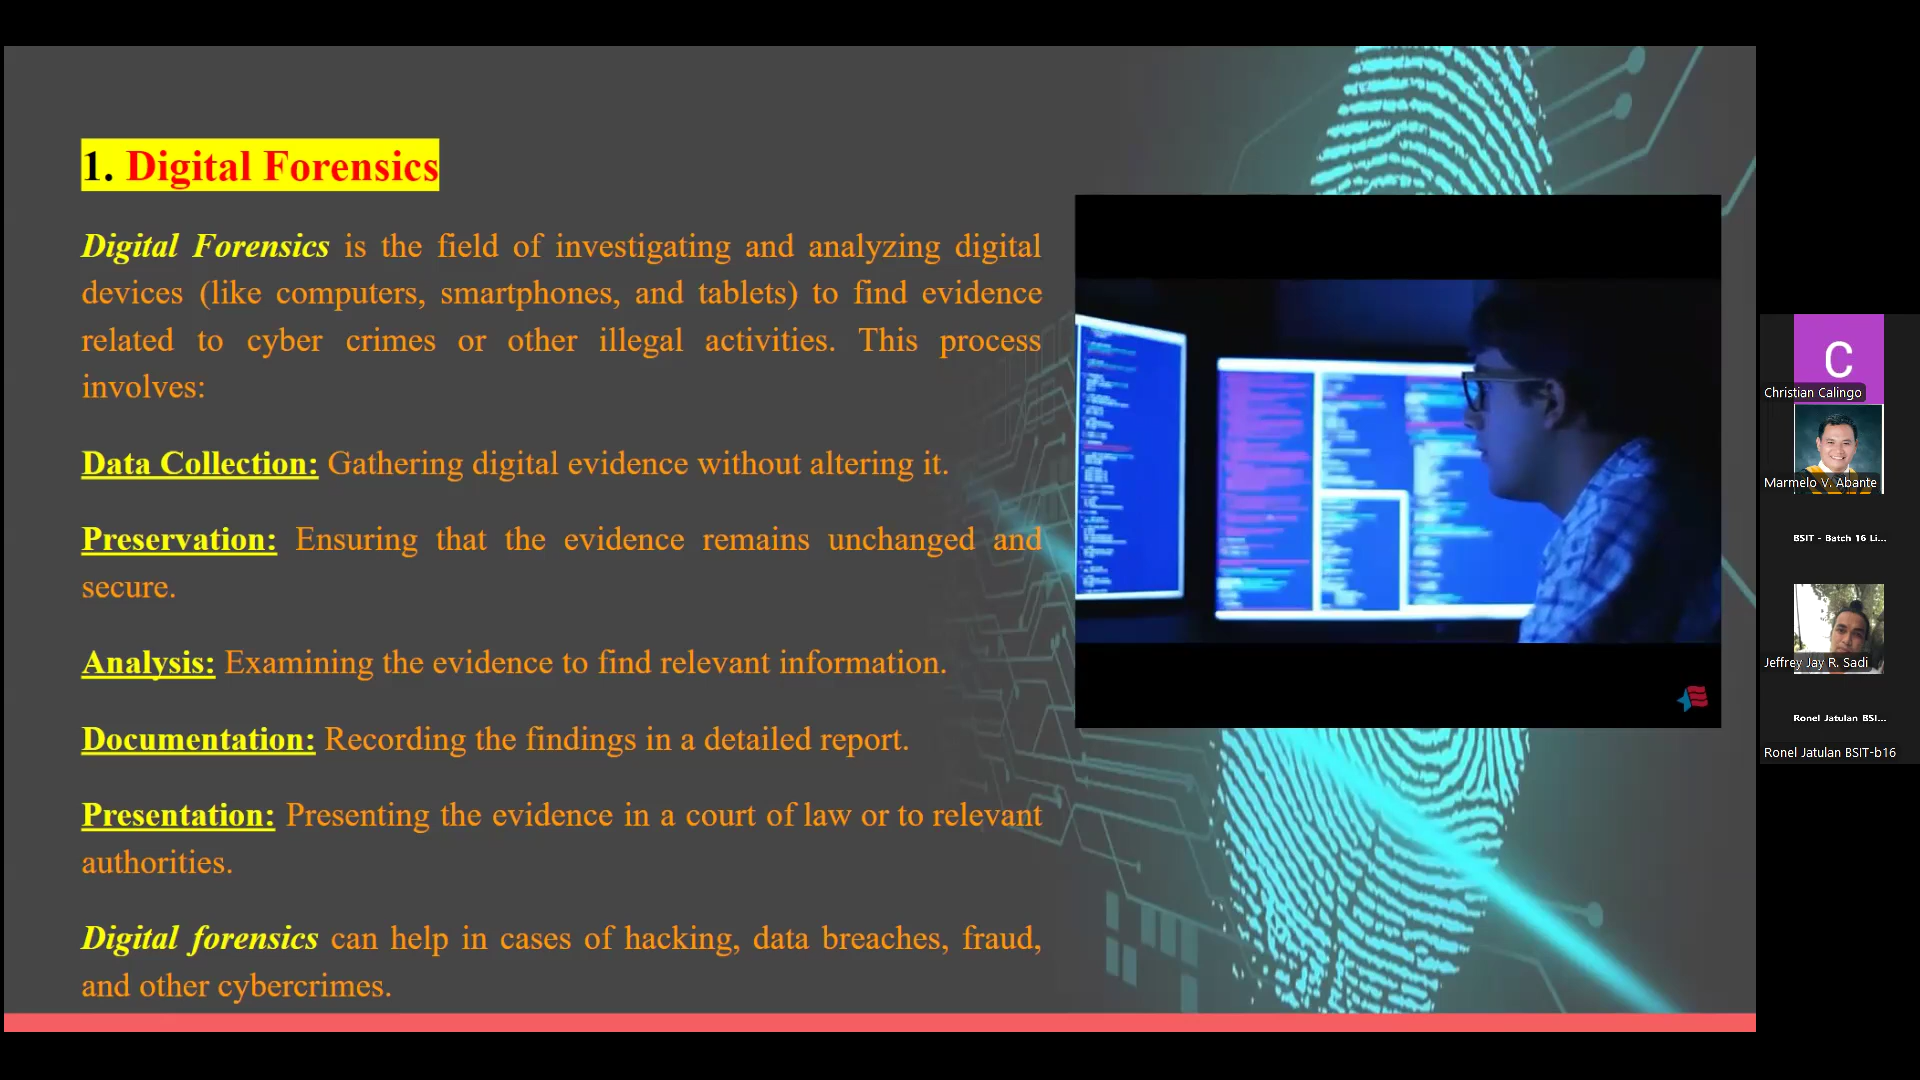 1. Digital Forensics
Digital Forensics is the field of investigating and analyzing digital
devices (like computers, smartphones, and tablets) to find evidence
related to cyber crimes or other illegal activities. This process
involves:
Data Collection: Gathering digital evidence without altering it.
Preservation: Ensuring that the evidence remains unchanged and
secure.
Analysis: Examining the evidence to find relevant information.
Documentation: Recording the findings in a detailed report.
Presentation: Presenting the evidence in a court of law or to relevant
authorities.
Digital forensics can help in cases of hacking, data breaches, fraud,
and other cybercrimes.
C
Christian Calingo
Marmelo V. Abante
BSIT - Batch 16 Li...
Jeffrey Jay R. Sadi
Ronel Jatulan BSI...
Ronel Jatulan BSIT-b16